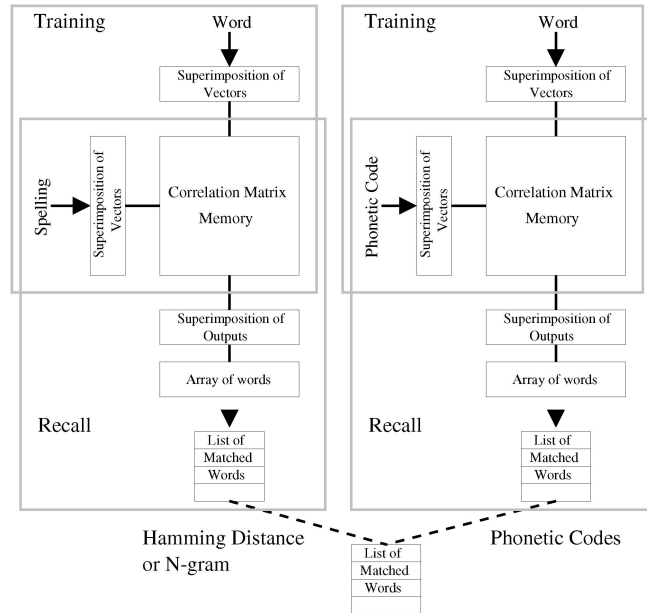 Training
Word
Superimposition of
Vectors
Spelling
Superimposition of
Vectors
Correlation Matrix
Memory
Superimposition of
Outputs
Array of words
Recall
List of
Matched
Words
Hamming Distance
or N-gram
Training
Word
Superimposition of
Vectors
Phonetic Code
Superimposition of
Vectors
Correlation Matrix
Memory
Superimposition of
Outputs
Array of words
Recall
List of
Matched
Words
Phonetic Codes
List of
Matched
Words